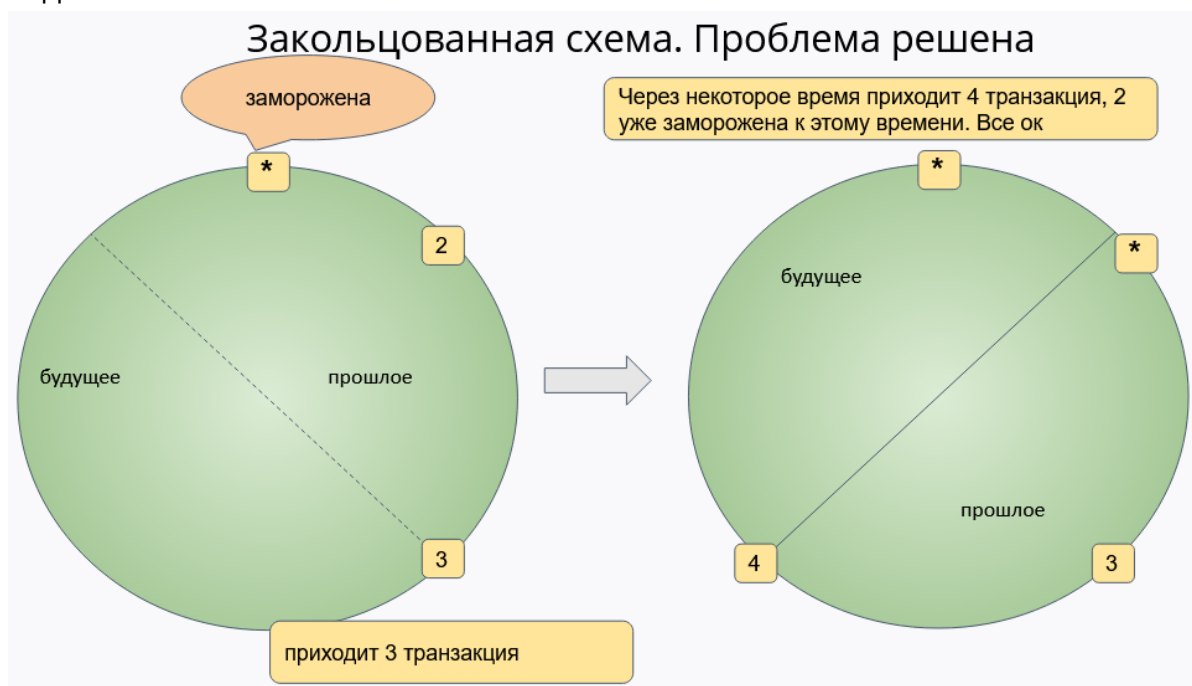 Закольцованная схема. Проблема решена
заморожена
*
2
будущее
прошлое
3
приходит 3 транзакция
Через некоторое время приходит 4 транзакция, 2
уже заморожена к этому времени. Все ок
*
*
будущее
прошлое
4
3